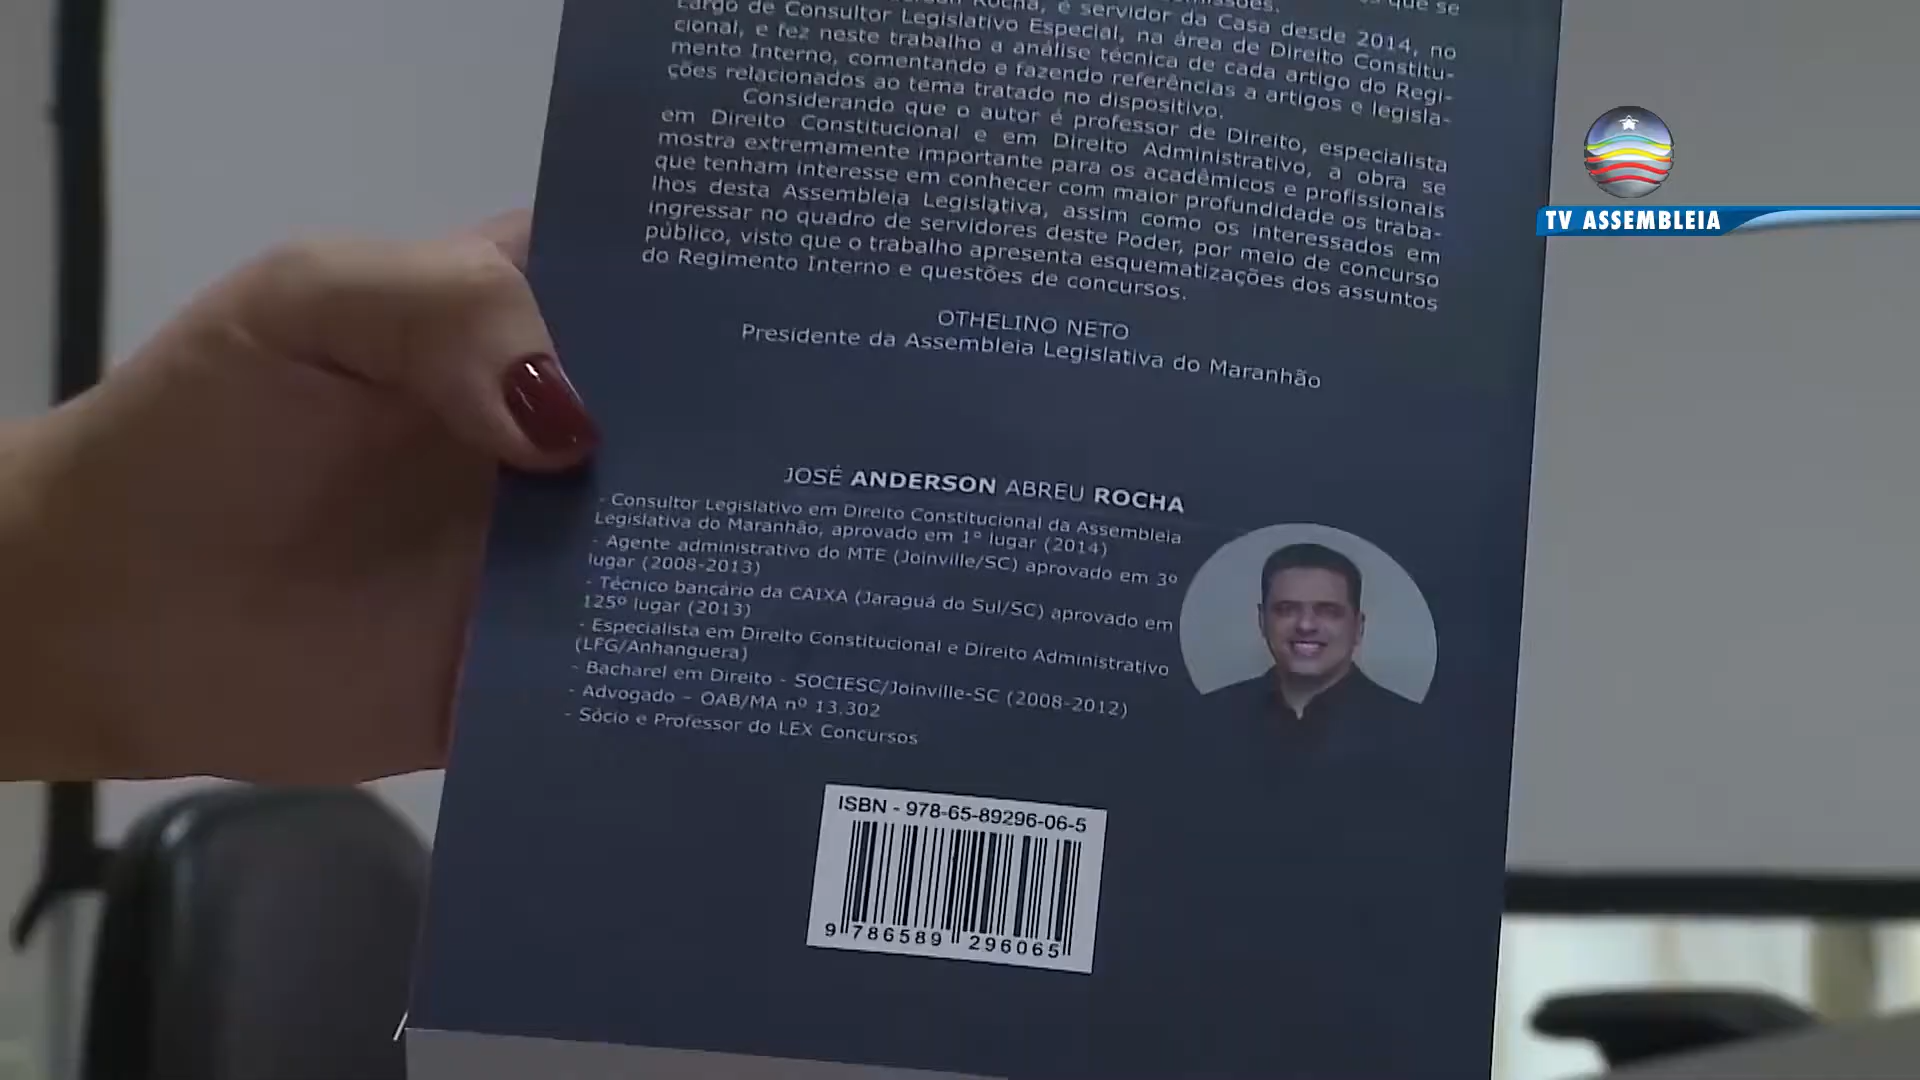 que se
missões.
Rocha, é servidor da Casa desde 2014, no
cargo de Consultor Legislativo Especial, na área de Direito Constitu-
cional, e fez neste trabalho a análise técnica de cada artigo do Regi-
mento Interno, comentando e fazendo referências a artigos e legisla-
ções relacionados ao tema tratado no dispositivo.
Considerando que o autor é professor de Direito, especialista
em Direito Constitucional e em Direito Administrativo, a obra se
mostra extremamente importante para os acadêmicos e profissionais
que tenham interesse em conhecer com maior profundidade os traba-
lhos desta Assembleia Legislativa, assim como os interessados em
ingressar no quadro de servidores deste Poder, por meio de concurso
público, visto que o trabalho apresenta esquematizações dos assuntos
do Regimento Interno e questões de concursos.
OTHELINO NETO
Presidente da Assembleia Legislativa do Maranhão
JOSÉ ANDERSON ABREU ROCHA
- Consultor Legislativo em Direito Constitucional da Assembleia
Legislativa do Maranhão, aprovado em 1º lugar (2014)
- Agente administrativo do MTE (Joinville/SC) aprovado em 3º
lugar (2008-2013)
- Técnico bancário da CAIXA (Jaraguá do Sul/SC) aprovado em
125º lugar (2013)
- Especialista em Direito Constitucional e Direito Administrativo
(LFG/Anhanguera)
- Bacharel em Direito - SOCIESC/Joinville-SC (2008-2012)
- Advogado – OAB/MA nº 13.302
- Sócio e Professor do LEX Concursos
ISBN - 978-65-89296-06-5
9 786589 296065
TV ASSEMBLEIA